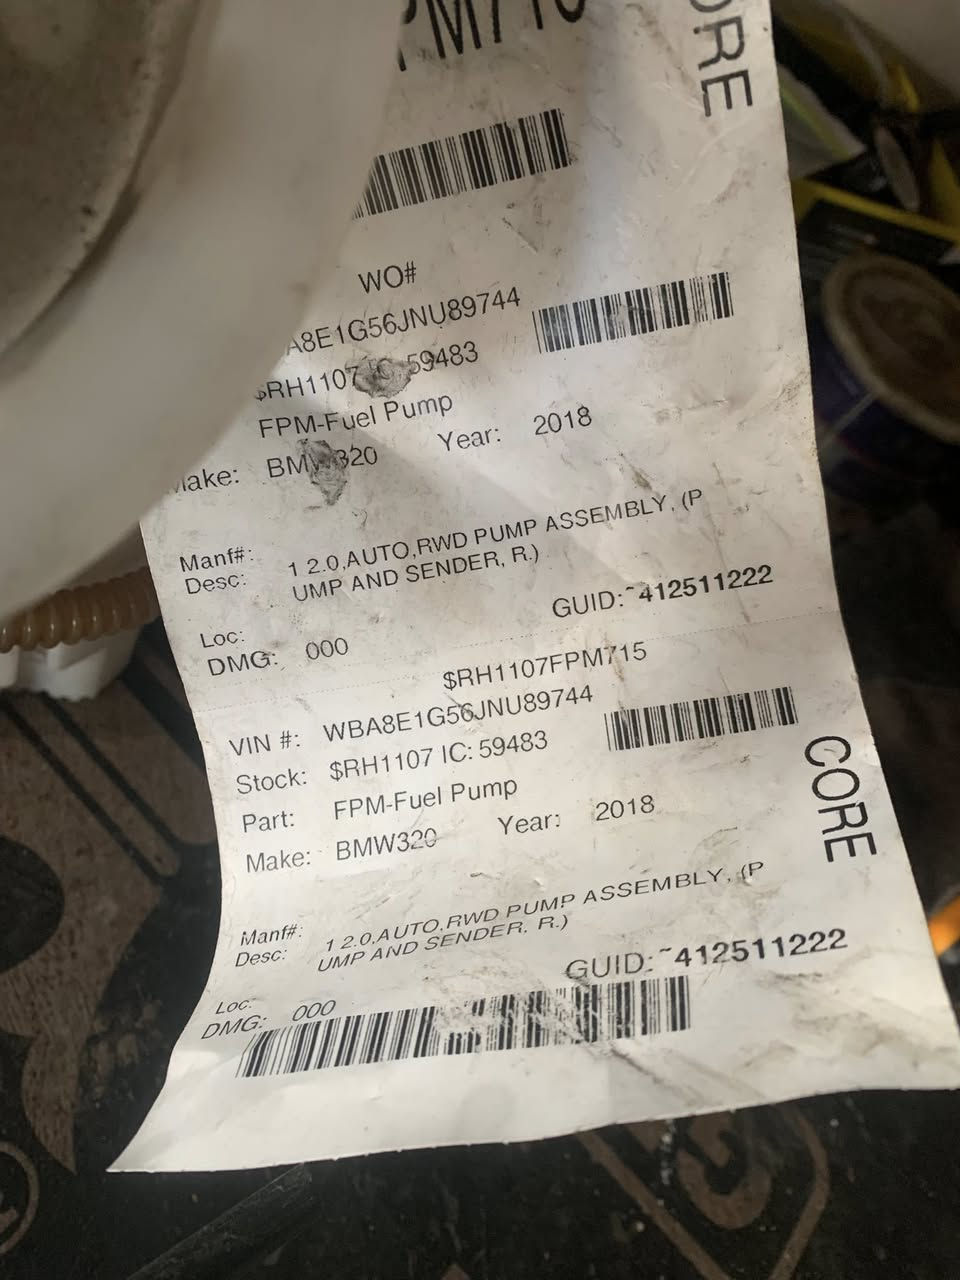 CORE
WO#
A8E1G56JNU89744
$RH1107 IC: 59483
FPM-Fuel Pump
Make: BMW320 Year: 2018
Manf#:
Desc: 1 2.0,AUTO,RWD PUMP ASSEMBLY, (P
UMP AND SENDER, R.)
Loc:
GUID:~412511222
DMG: 000
$RH1107FPM715
VIN #: WBA8E1G56JNU89744
Stock: $RH1107 IC: 59483
Part: FPM-Fuel Pump
Make: BMW320 Year: 2018
CORE
Manf#:
Desc: 1 2.0,AUTO,RWD PUMP ASSEMBLY, (P
UMP AND SENDER, R.)
Loc:
GUID:~412511222
DMG: 000